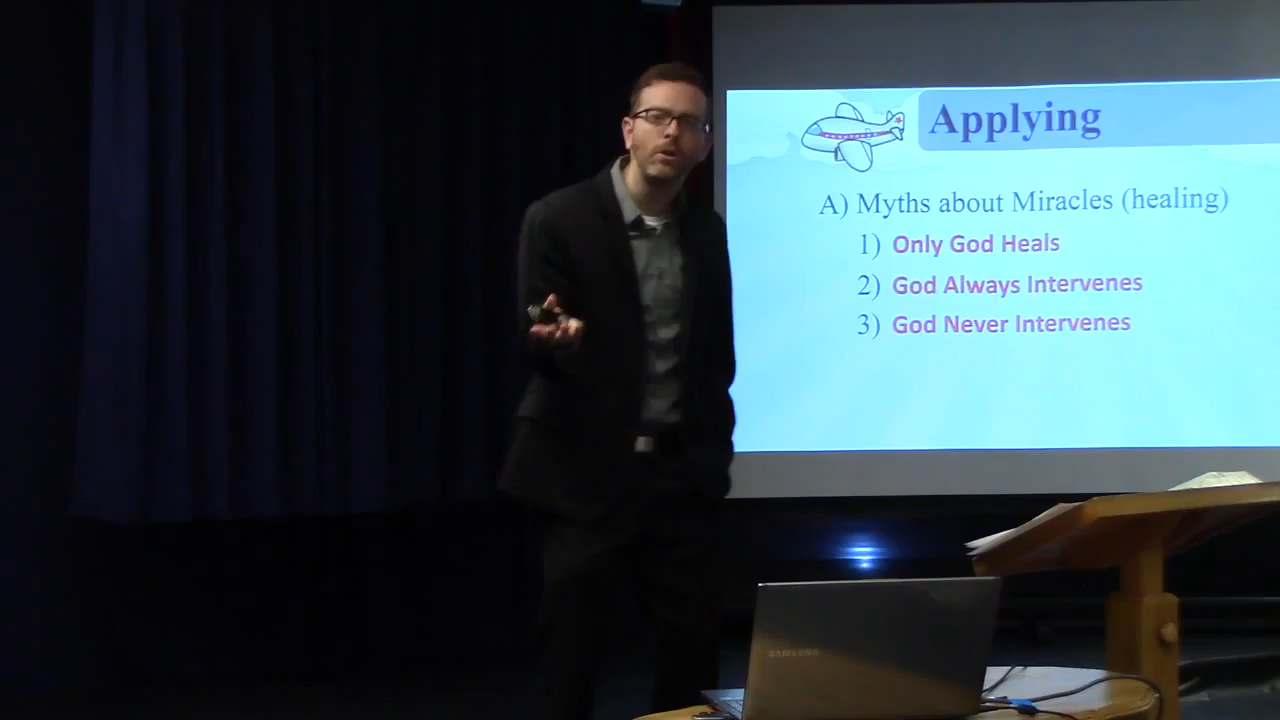 Applying
A) Myths about Miracles (healing)
1) Only God Heals
2) God Always Intervenes
3) God Never Intervenes
SAMSUNG